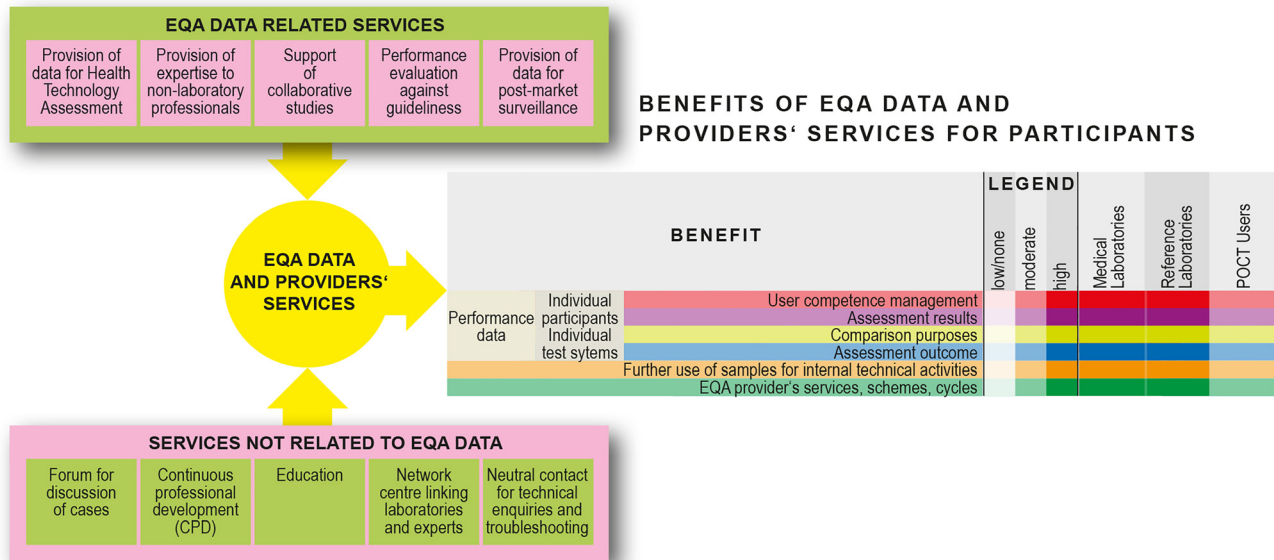 EQA DATA RELATED SERVICES
Provision of
data for Health
Technology
Assessment
Provision of
expertise to
non-laboratory
professionals
Support
of
collaborative
studies
Performance
evaluation
against
guideliness
Provision of
data for
post-market
surveillance
BENEFITS OF EQA DATA AND
PROVIDERS‘ SERVICES FOR PARTICIPANTS
EQA DATA
AND PROVIDERS‘
SERVICES
BENEFIT
LEGEND
low/none
moderate
high
Medical
Laboratories
Reference
Laboratories
POCT Users
Performance
data
Individual
participants
Individual
test sytems
User competence management
Assessment results
Comparison purposes
Assessment outcome
Further use of samples for internal technical activities
EQA provider‘s services, schemes, cycles
SERVICES NOT RELATED TO EQA DATA
Forum for
discussion
of cases
Continuous
professional
development
(CPD)
Education
Network
centre linking
laboratories
and experts
Neutral contact
for technical
enquiries and
troubleshooting